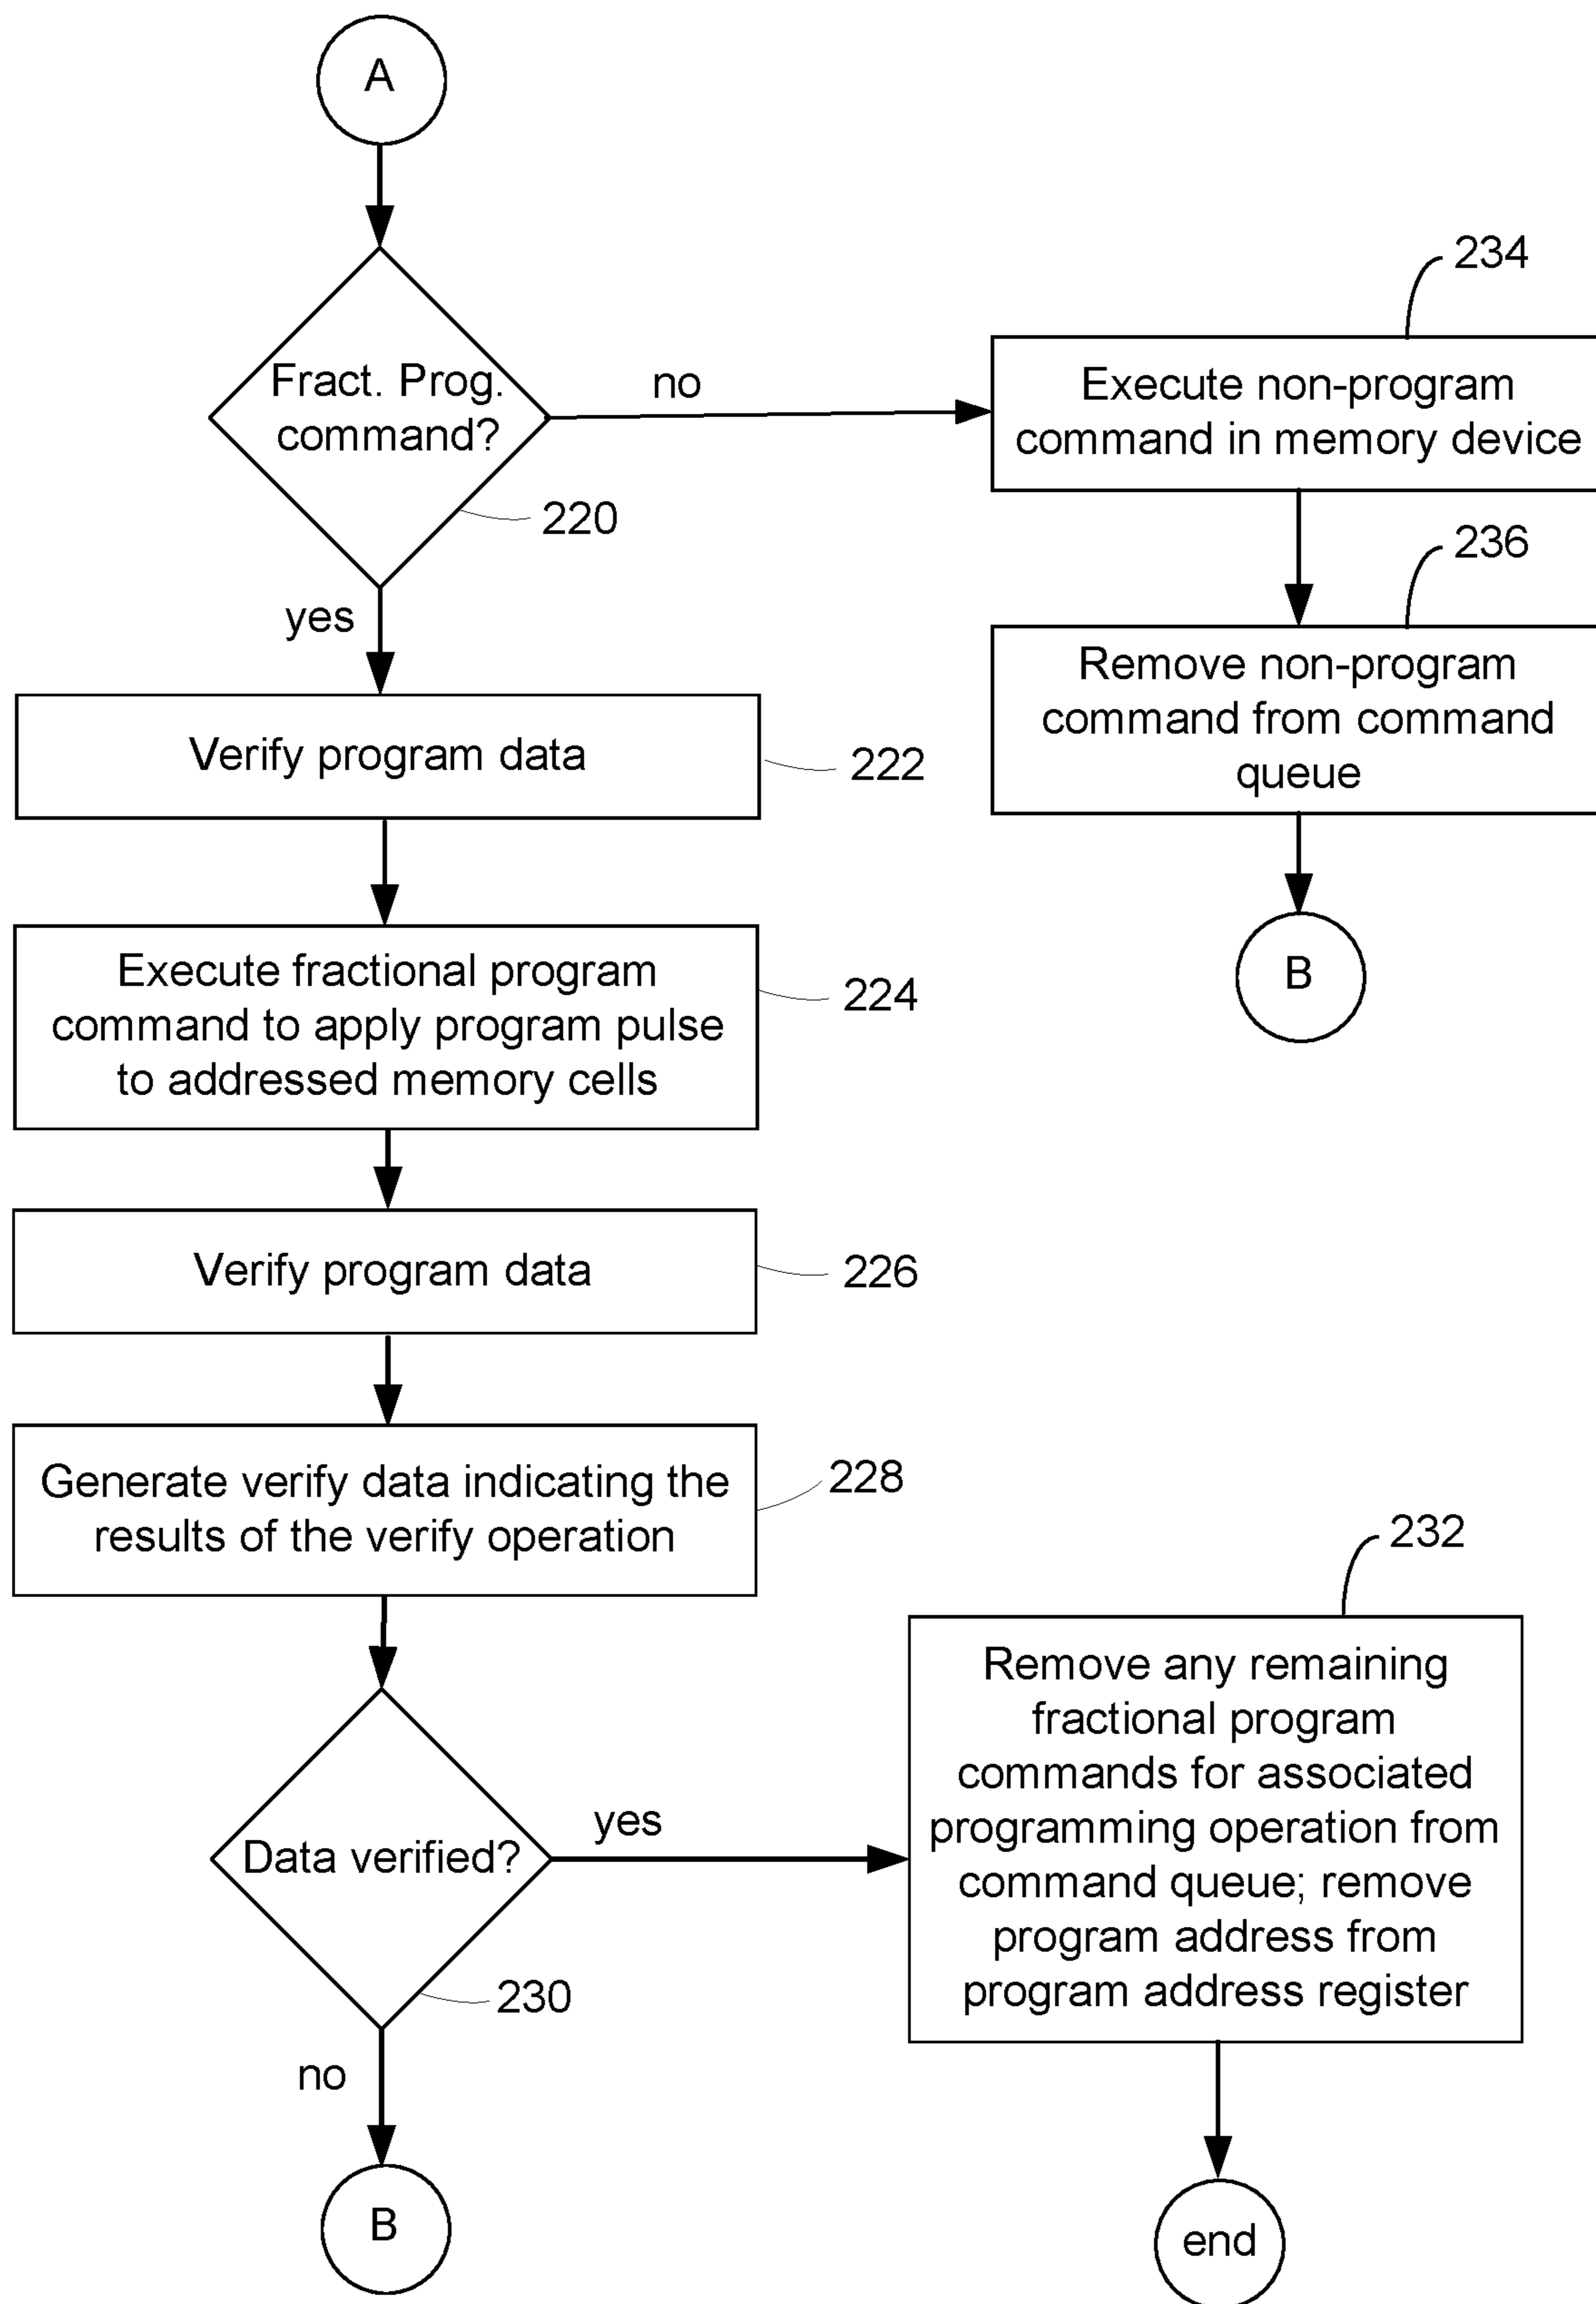 A
Fract. Prog.
command?
220
no
yes
234
Execute non-program
command in memory device
236
Remove non-program
command from command
queue
B
Verify program data
222
Execute fractional program
command to apply program pulse
to addressed memory cells
224
Verify program data
226
Generate verify data indicating the
results of the verify operation
228
Data verified?
230
yes
no
232
Remove any remaining
fractional program
commands for associated
programming operation from
command queue; remove
program address from
program address register
B
end